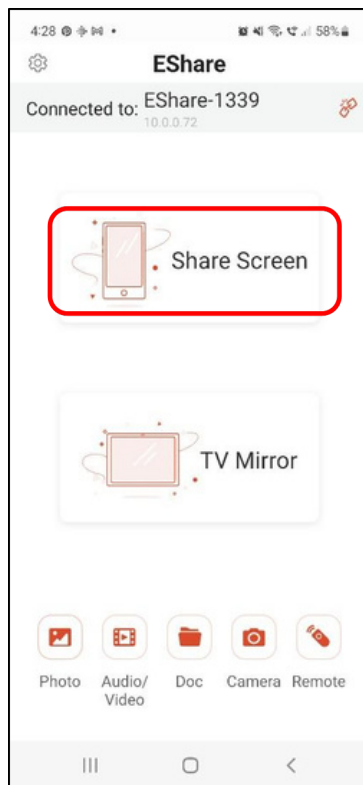 4:28
58%
EShare
Connected to: EShare-1339
10.0.0.72
Share Screen
TV Mirror
Photo Audio/ Doc Camera Remote
Video